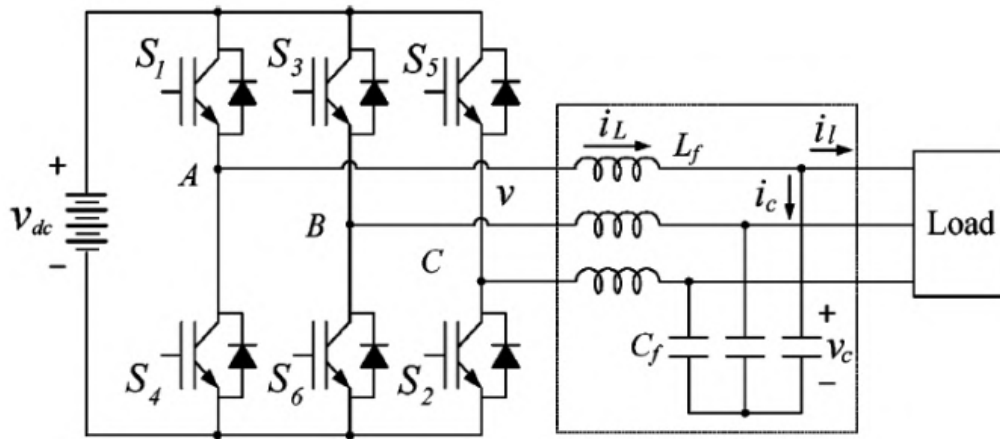 S1 S3 S5
iL Lf il
+ A v ic
vdc B Load
− C
+
Cf vc
S4 S6 S2 −